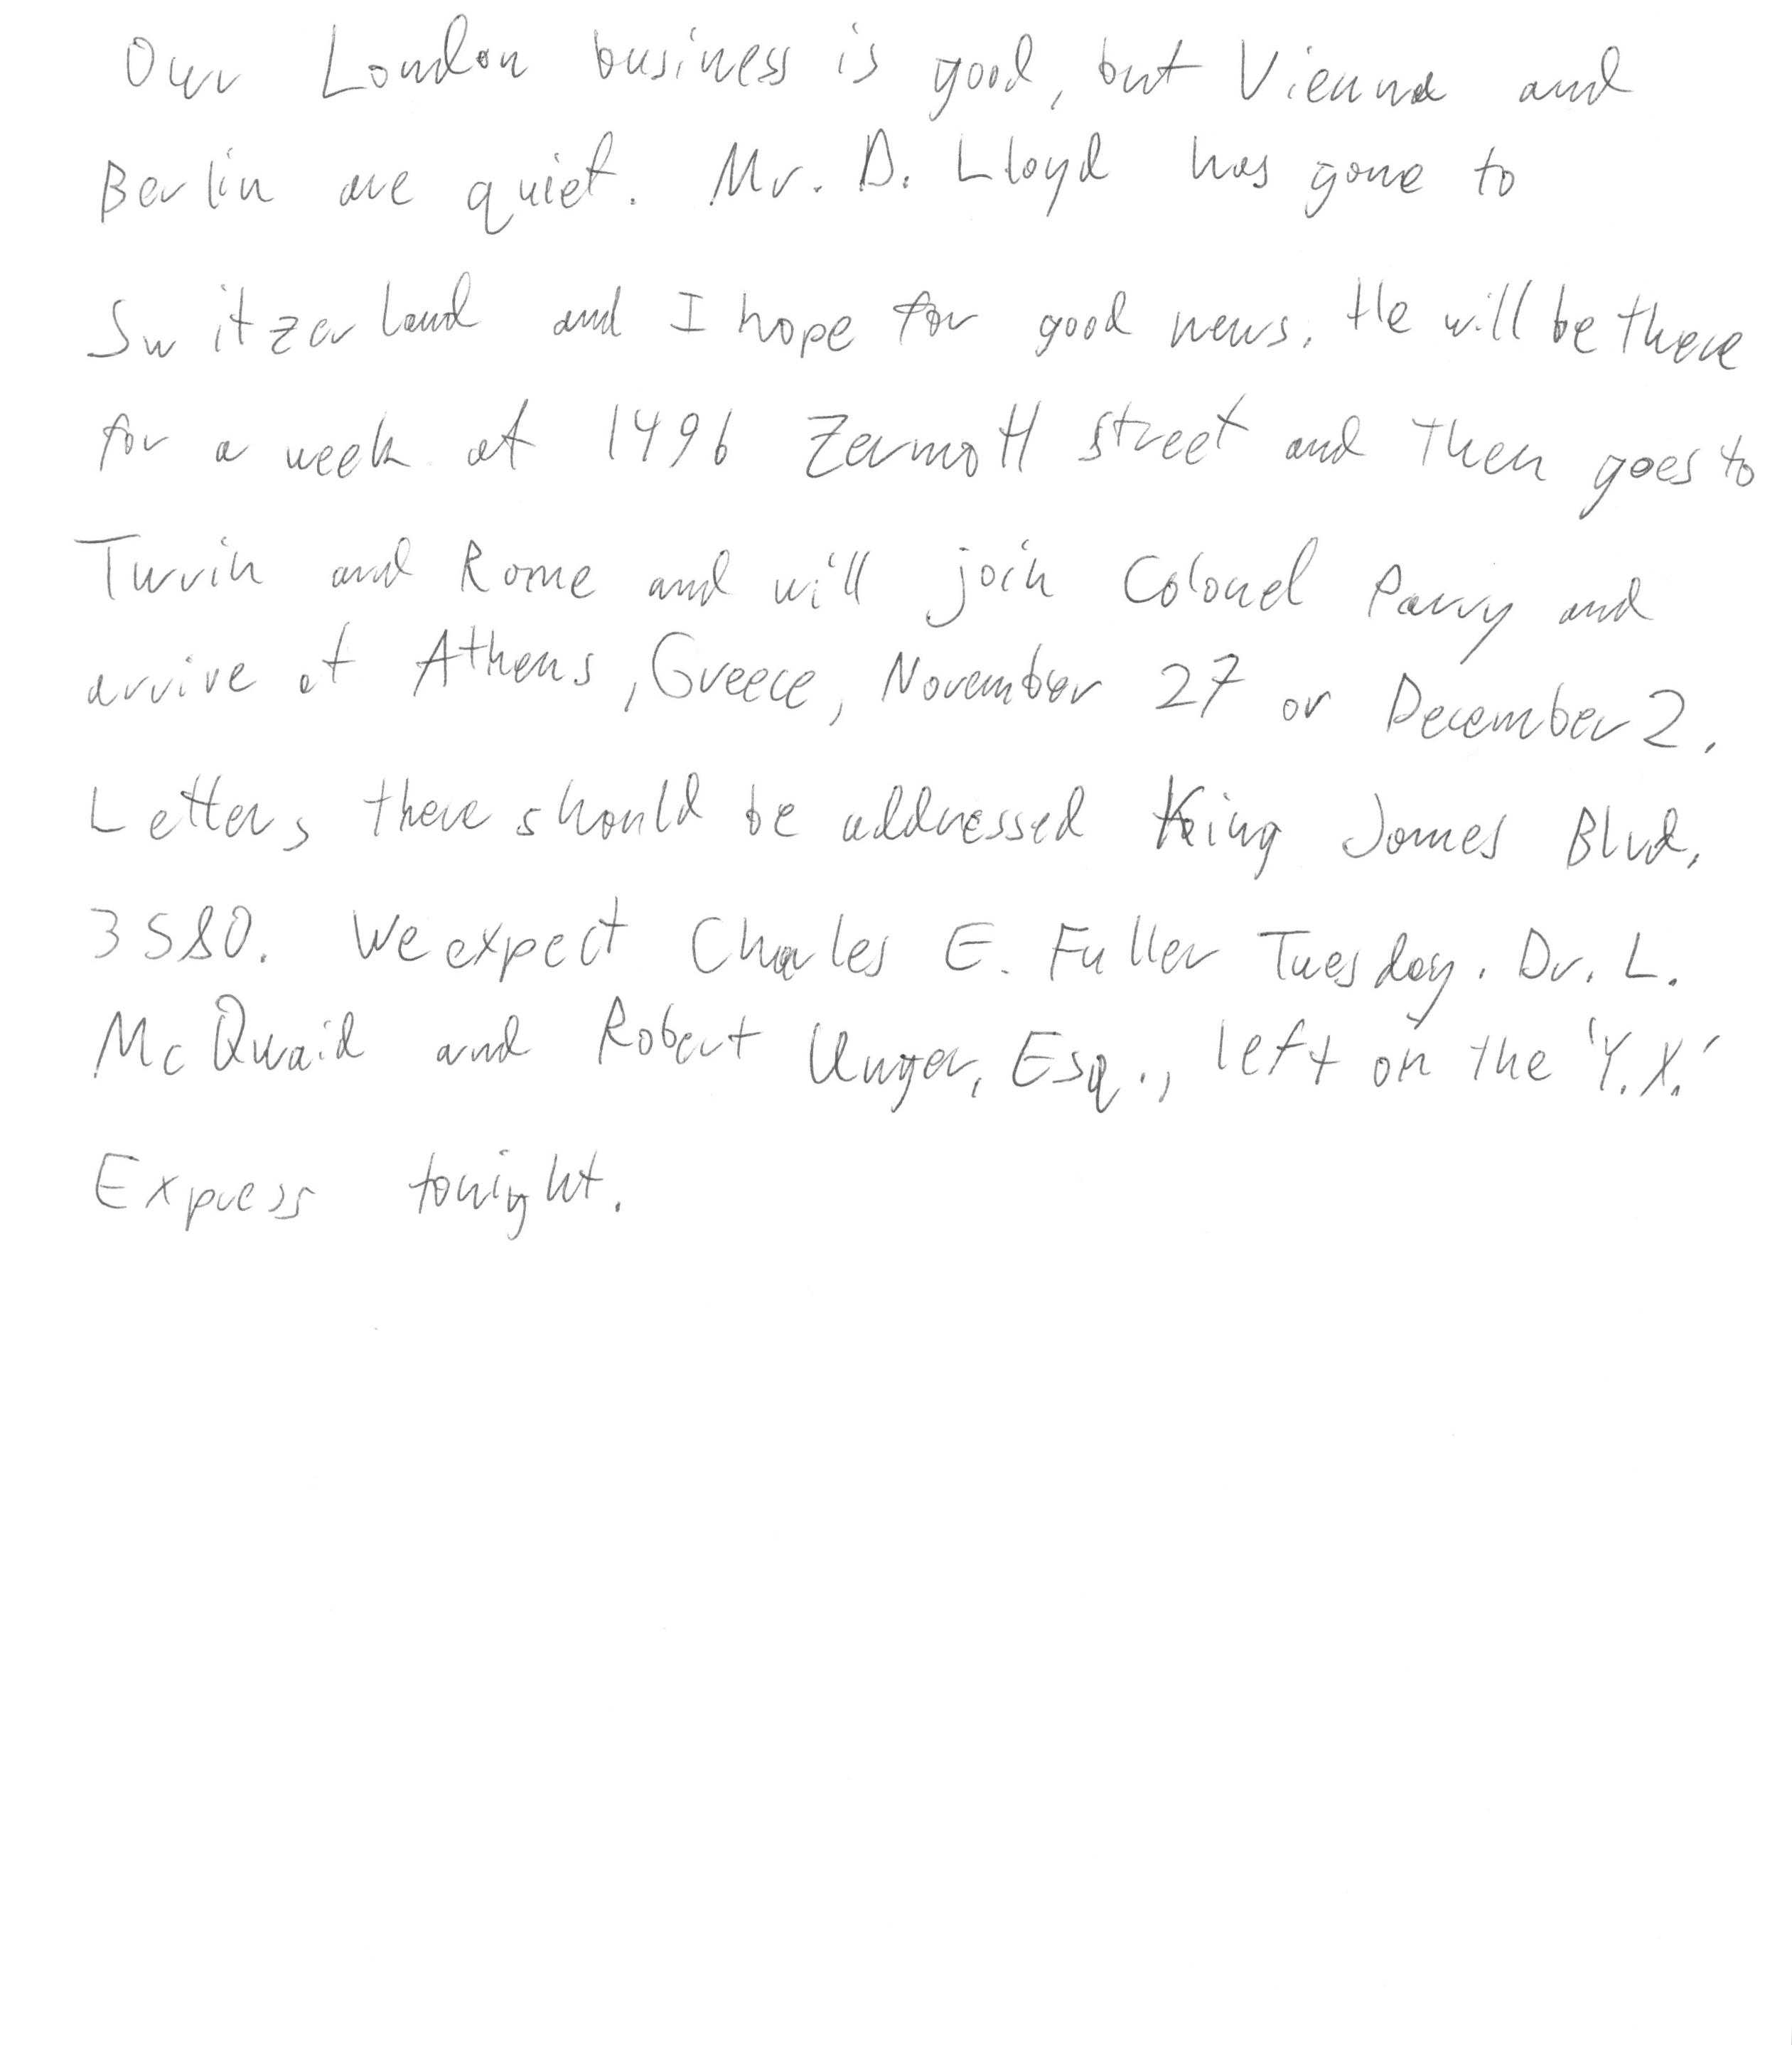 Our London business is good, but Vienna and
Berlin are quiet. Mr. D. Lloyd has gone to
Switzerland and I hope for good news. He will be there
for a week at 1496 Zermott street and then goes to
Turin and Rome and will join Colonel Parry and
arrive at Athens, Greece, November 27 or December 2.
Letters there should be addressed King James Blvd.
3580. We expect Charles E. Fuller Tuesday. Dr. L.
McQuaid and Robert Unger, Esq., left on the 'Y.X.'
Express tonight.